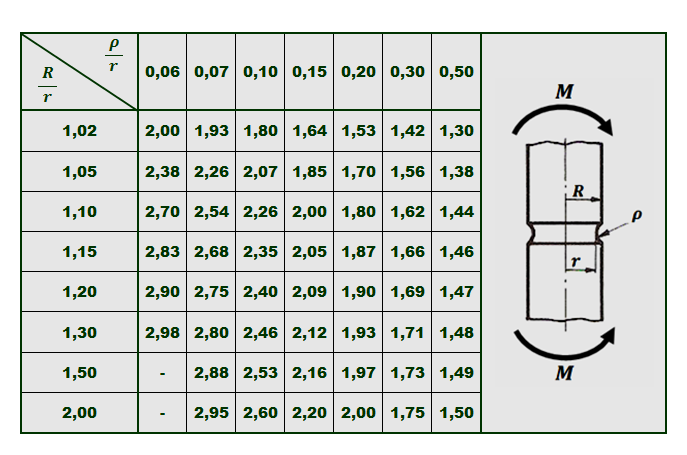 ρ/r
R/r
0,06 0,07 0,10 0,15 0,20 0,30 0,50
1,02 2,00 1,93 1,80 1,64 1,53 1,42 1,30
1,05 2,38 2,26 2,07 1,85 1,70 1,56 1,38
1,10 2,70 2,54 2,26 2,00 1,80 1,62 1,44
1,15 2,83 2,68 2,35 2,05 1,87 1,66 1,46
1,20 2,90 2,75 2,40 2,09 1,90 1,69 1,47
1,30 2,98 2,80 2,46 2,12 1,93 1,71 1,48
1,50 - 2,88 2,53 2,16 1,97 1,73 1,49
2,00 - 2,95 2,60 2,20 2,00 1,75 1,50
M
R
ρ
r
M